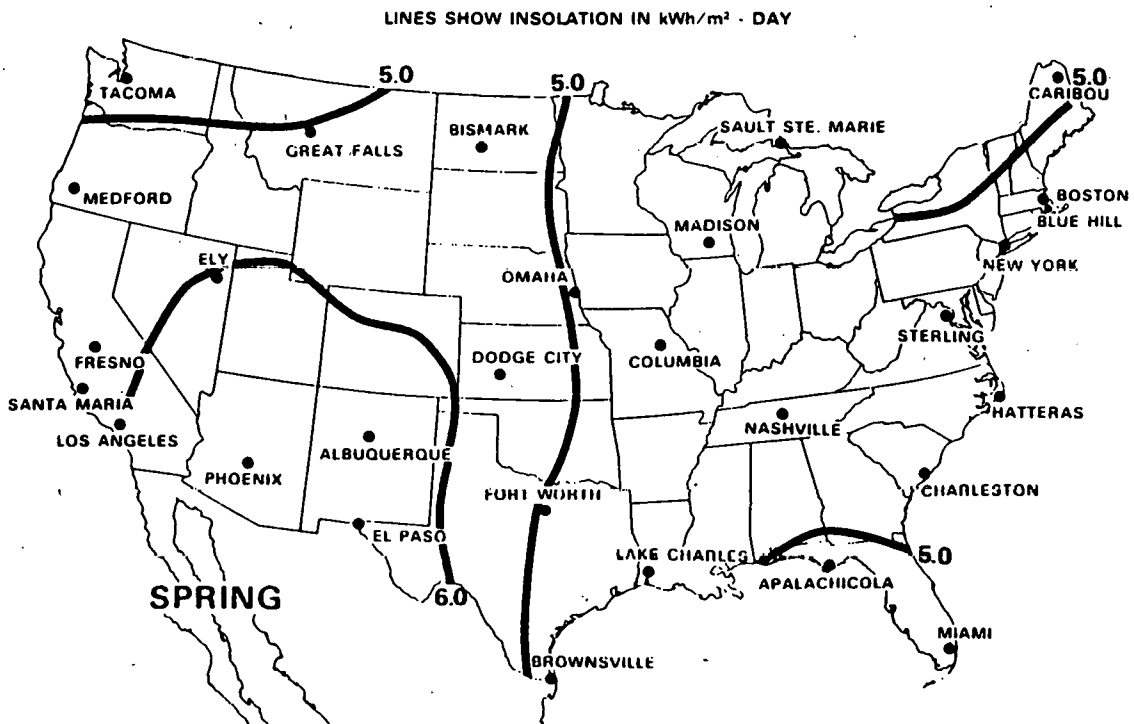 LINES SHOW INSOLATION IN kWh/m² - DAY
TACOMA
5.0
5.0
5.0
CARIBOU
BISMARK
SAULT STE. MARIE
GREAT FALLS
MEDFORD
BOSTON
BLUE HILL
MADISON
ELY
NEW YORK
OMAHA
STERLING
FRESNO
DODGE CITY
COLUMBIA
SANTA MARIA
HATTERAS
LOS ANGELES
NASHVILLE
ALBUQUERQUE
PHOENIX
FORT WORTH
CHARLESTON
EL PASO
LAKE CHARLES
5.0
APALACHICOLA
SPRING
6.0
MIAMI
BROWNSVILLE